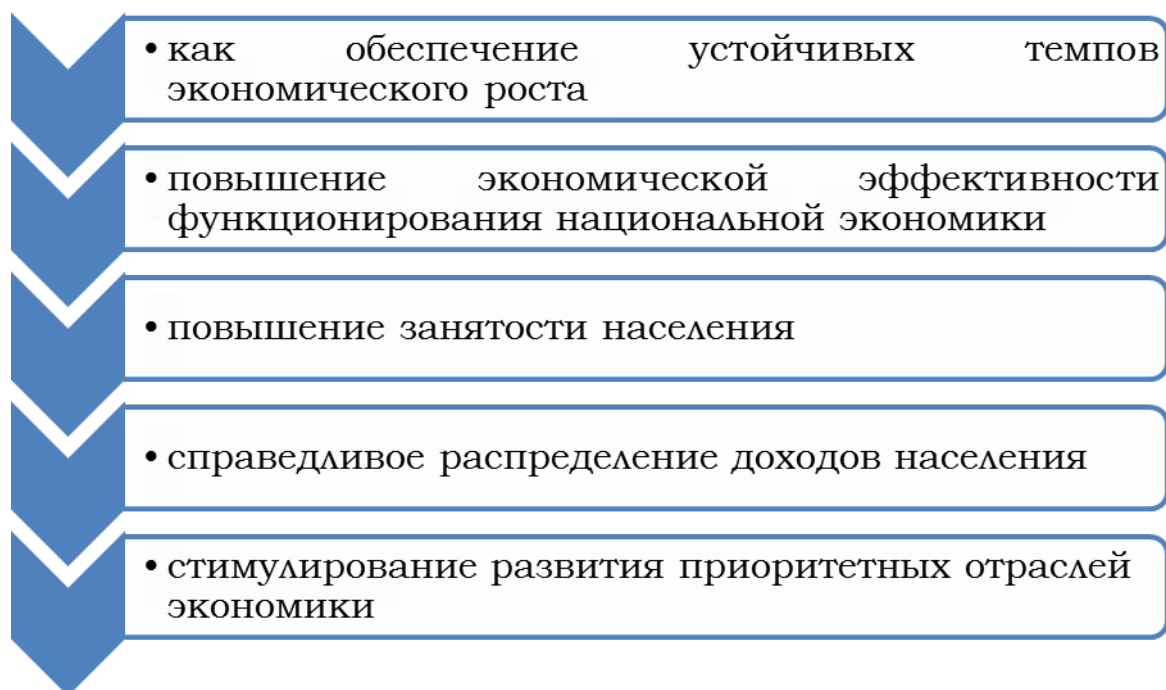 • как обеспечение устойчивых темпов
экономического роста
• повышение экономической эффективности
функционирования национальной экономики
• повышение занятости населения
• справедливое распределение доходов населения
• стимулирование развития приоритетных отраслей
экономики